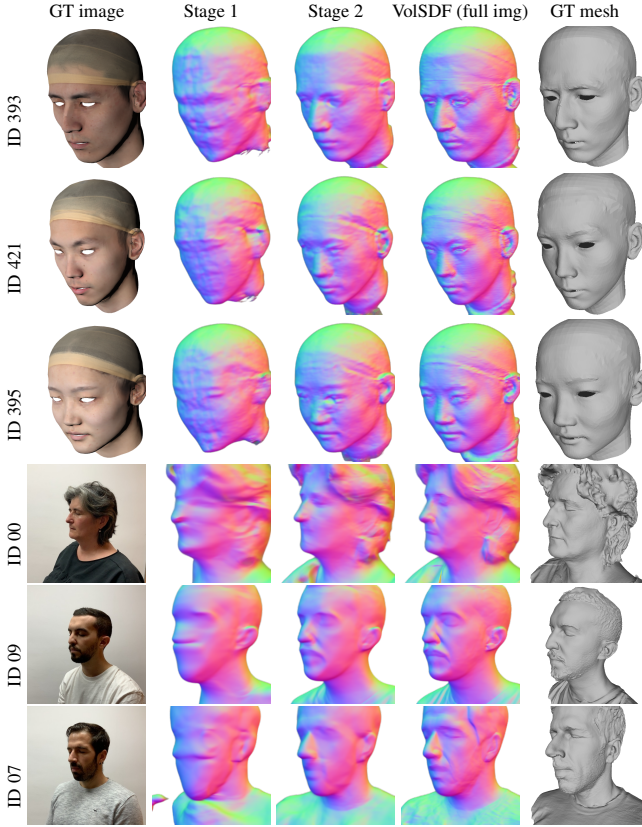 GT image Stage 1 Stage 2 VolSDF (full img) GT mesh
ID 393
ID 421
ID 395
ID 00
ID 09
ID 07